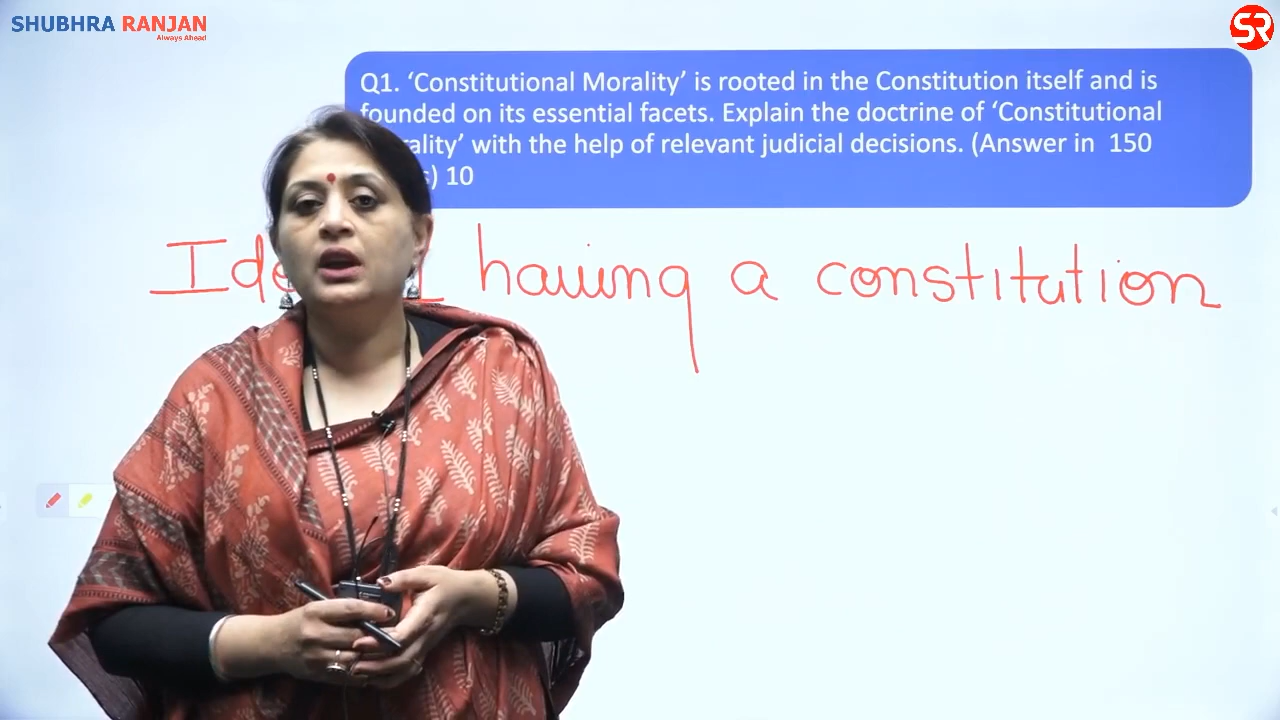 SHUBHRA RANJAN
Always Ahead
SR
Q1. ‘Constitutional Morality’ is rooted in the Constitution itself and is
founded on its essential facets. Explain the doctrine of ‘Constitutional
with the help of relevant judicial decisions. (Answer in 150
10
having a constitution